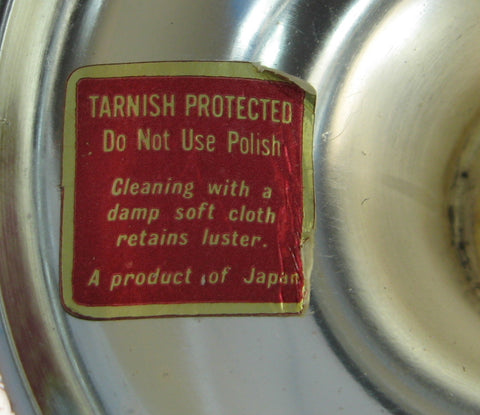 TARNISH PROTECTED
Do Not Use Polish
Cleaning with a
damp soft cloth
retains luster.
A product of Japan